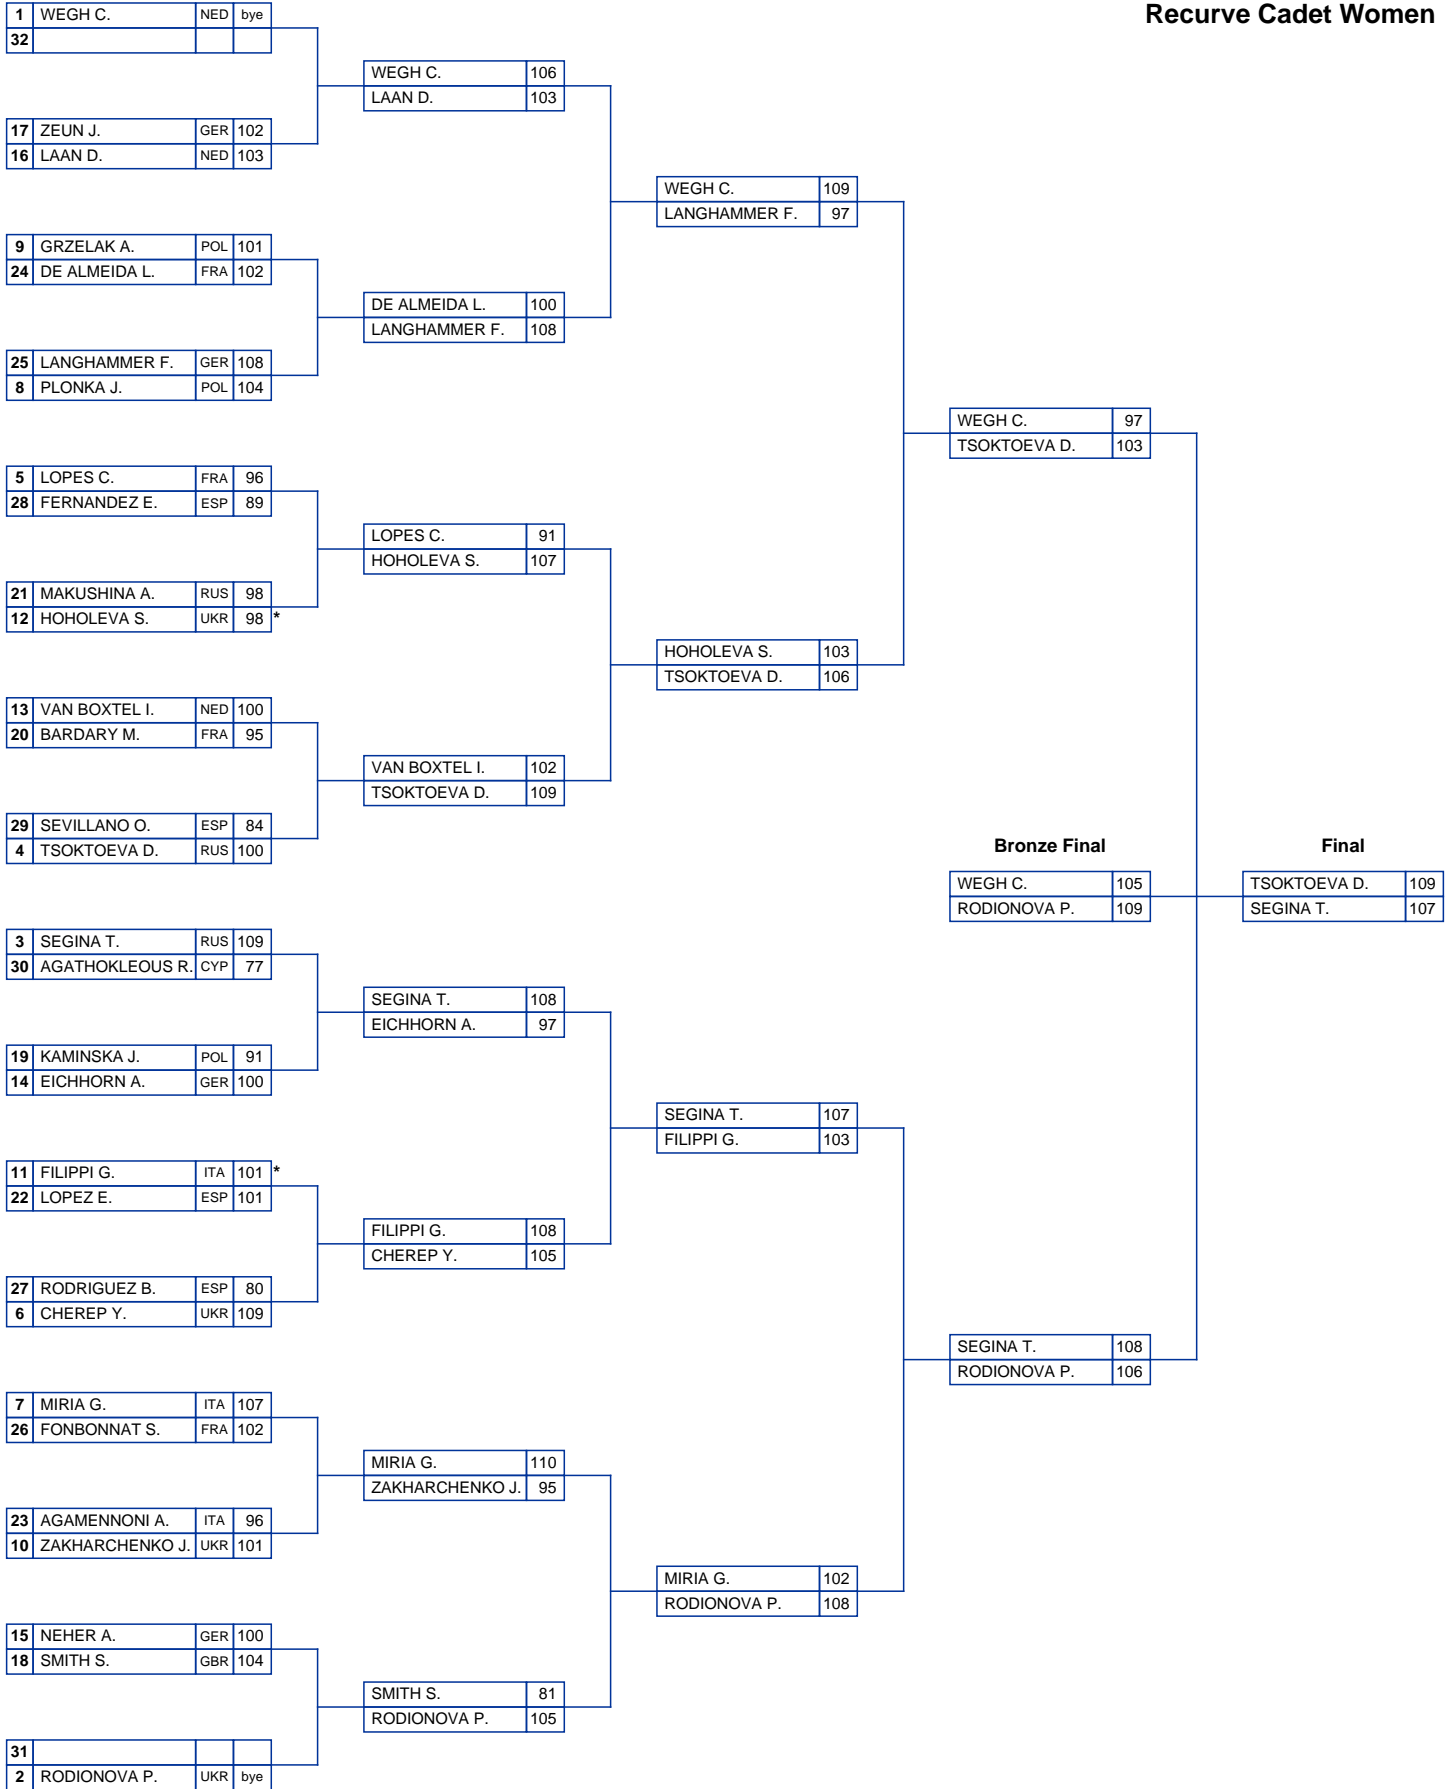 Recurve Cadet Women
1 WEGH C. NED bye
32
WEGH C. 106
LAAN D. 103
17 ZEUN J. GER 102
16 LAAN D. NED 103
WEGH C. 109
LANGHAMMER F. 97
9 GRZELAK A. POL 101
24 DE ALMEIDA L. FRA 102
DE ALMEIDA L. 100
LANGHAMMER F. 108
25 LANGHAMMER F. GER 108
8 PLONKA J. POL 104
WEGH C. 97
TSOKTOEVA D. 103
5 LOPES C. FRA 96
28 FERNANDEZ E. ESP 89
LOPES C. 91
HOHOLEVA S. 107
21 MAKUSHINA A. RUS 98
12 HOHOLEVA S. UKR 98 *
HOHOLEVA S. 103
TSOKTOEVA D. 106
13 VAN BOXTEL I. NED 100
20 BARDARY M. FRA 95
VAN BOXTEL I. 102
TSOKTOEVA D. 109
29 SEVILLANO O. ESP 84
4 TSOKTOEVA D. RUS 100
Bronze Final Final
WEGH C. 105 TSOKTOEVA D. 109
RODIONOVA P. 109 SEGINA T. 107
3 SEGINA T. RUS 109
30 AGATHOKLEOUS R. CYP 77
SEGINA T. 108
EICHHORN A. 97
19 KAMINSKA J. POL 91
14 EICHHORN A. GER 100
SEGINA T. 107
FILIPPI G. 103
11 FILIPPI G. ITA 101 *
22 LOPEZ E. ESP 101
FILIPPI G. 108
CHEREP Y. 105
27 RODRIGUEZ B. ESP 80
6 CHEREP Y. UKR 109
SEGINA T. 108
RODIONOVA P. 106
7 MIRIA G. ITA 107
26 FONBONNAT S. FRA 102
MIRIA G. 110
ZAKHARCHENKO J. 95
23 AGAMENNONI A. ITA 96
10 ZAKHARCHENKO J. UKR 101
MIRIA G. 102
RODIONOVA P. 108
15 NEHER A. GER 100
18 SMITH S. GBR 104
SMITH S. 81
RODIONOVA P. 105
31
2 RODIONOVA P. UKR bye